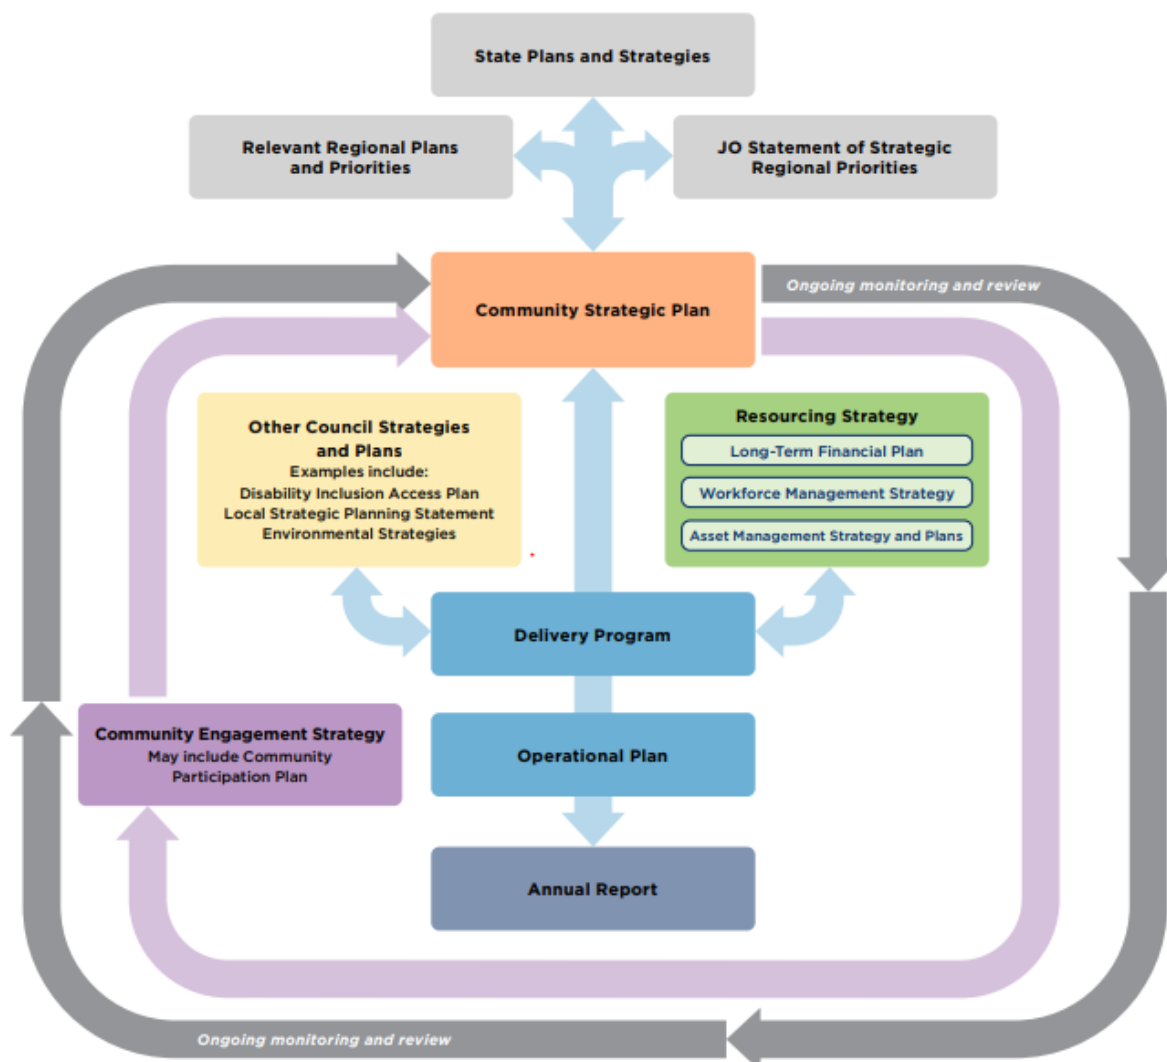 State Plans and Strategies
Relevant Regional Plans
and Priorities
JO Statement of Strategic
Regional Priorities
Community Strategic Plan
Ongoing monitoring and review
Other Council Strategies
and Plans
Examples include:
Disability Inclusion Access Plan
Local Strategic Planning Statement
Environmental Strategies
Resourcing Strategy
Long-Term Financial Plan
Workforce Management Strategy
Asset Management Strategy and Plans
Delivery Program
Community Engagement Strategy
May include Community
Participation Plan
Operational Plan
Annual Report
Ongoing monitoring and review